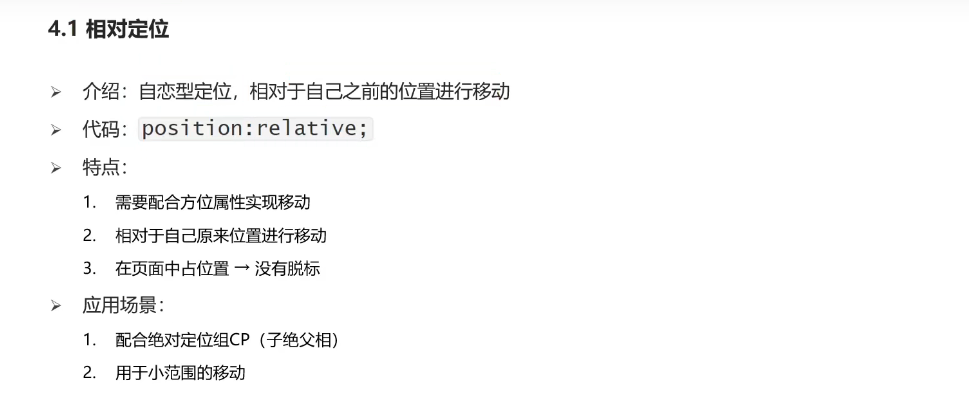 4.1 相对定位
➢ 介绍：自恋型定位，相对于自己之前的位置进行移动
➢ 代码：position:relative;
➢ 特点：
1. 需要配合方位属性实现移动
2. 相对于自己原来位置进行移动
3. 在页面中占位置 → 没有脱标
➢ 应用场景：
1. 配合绝对定位组CP（子绝父相）
2. 用于小范围的移动